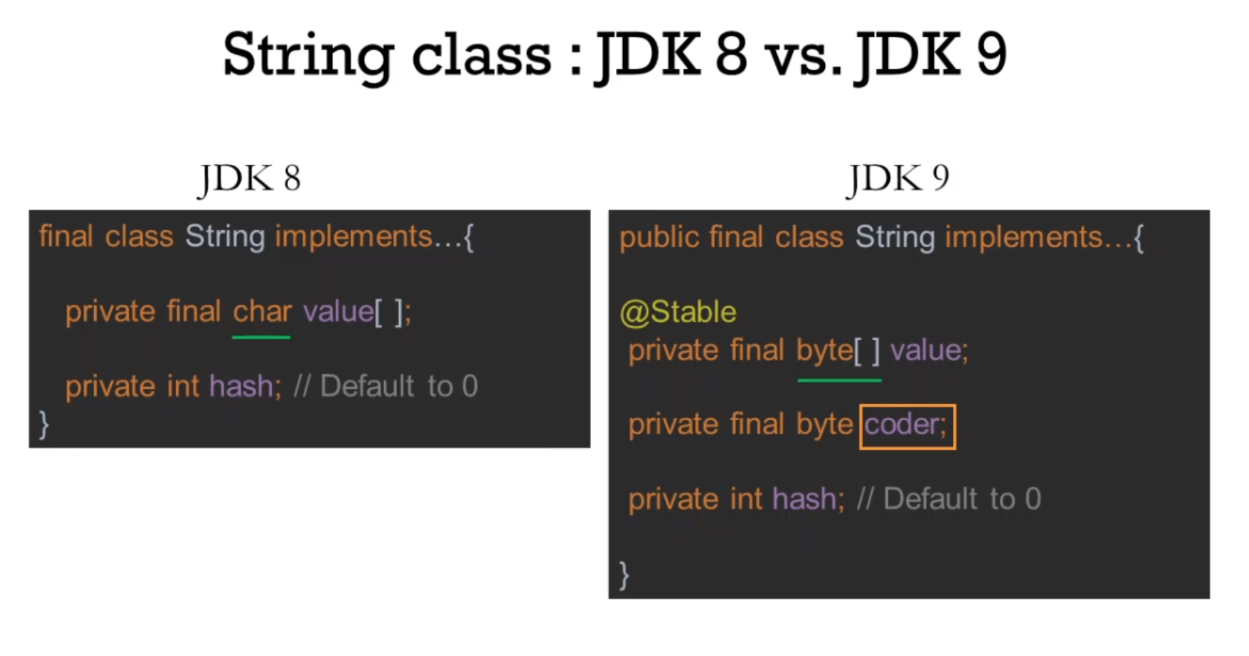 String class : JDK 8 vs. JDK 9
JDK 8
final class String implements...{
private final char value[ ];
private int hash; // Default to 0
}
JDK 9
public final class String implements...{
@Stable
private final byte[ ] value;
private final byte coder;
private int hash; // Default to 0
}